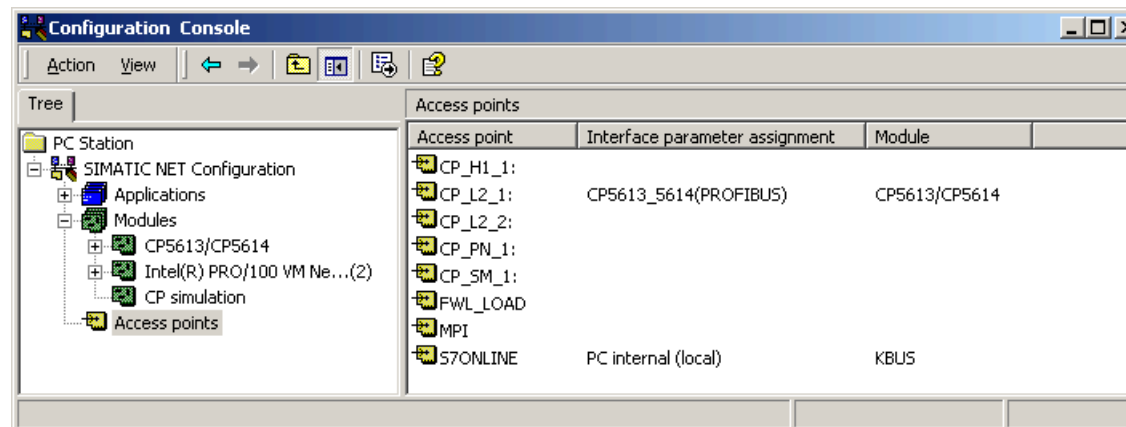 Configuration Console
Action View
Tree
Access points
PC Station
SIMATIC NET Configuration
Applications
Modules
CP5613/CP5614
Intel(R) PRO/100 VM Ne...(2)
CP simulation
Access points
Access point Interface parameter assignment Module
CP_H1_1:
CP_L2_1: CP5613_5614(PROFIBUS) CP5613/CP5614
CP_L2_2:
CP_PN_1:
CP_SM_1:
FWL_LOAD
MPI
S7ONLINE PC internal (local) KBUS